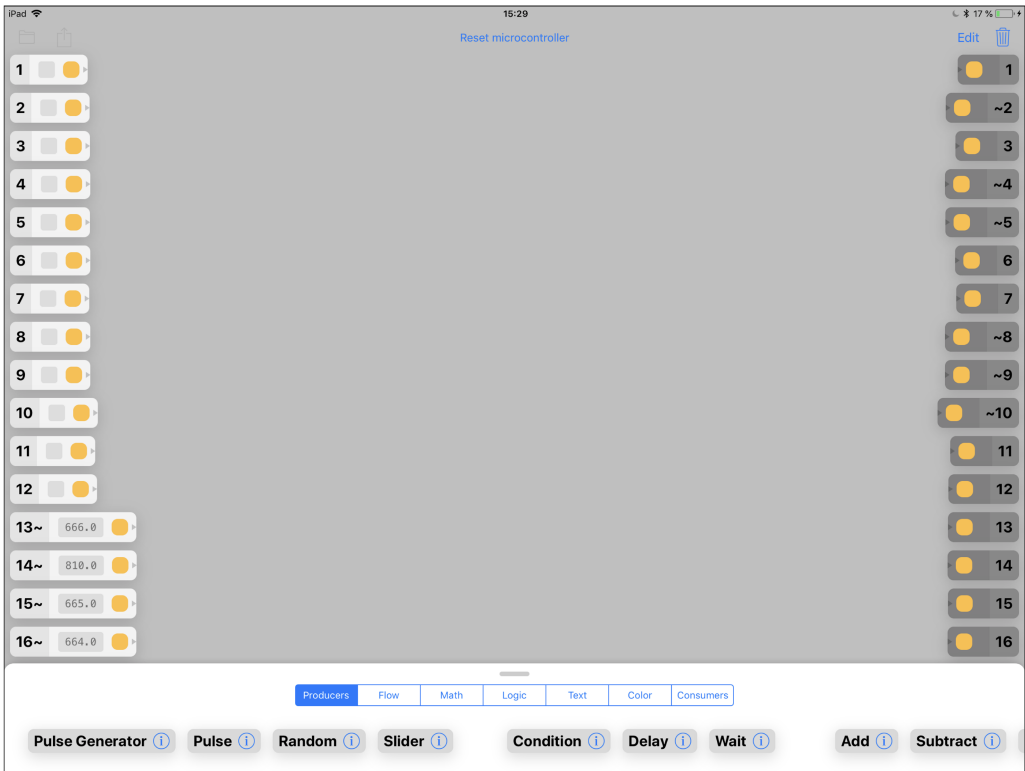 iPad 15:29 17 %
Reset microcontroller Edit
1 1
2 ~2
3 3
4 ~4
5 ~5
6 6
7 7
8 ~8
9 ~9
10 ~10
11 11
12 12
13~ 666.0 13
14~ 810.0 14
15~ 665.0 15
16~ 664.0 16
Producers Flow Math Logic Text Color Consumers
Pulse Generator Pulse Random Slider Condition Delay Wait Add Subtract